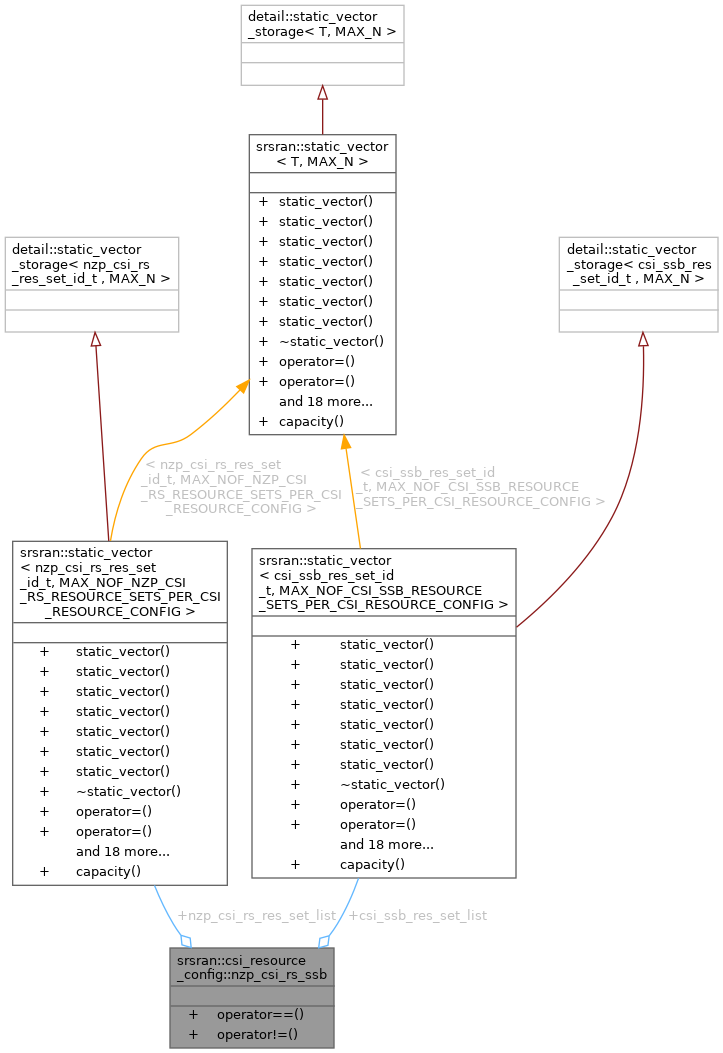 detail::static_vector
_storage< T, MAX_N >
srsran::static_vector
< T, MAX_N >
+ static_vector()
+ static_vector()
+ static_vector()
+ static_vector()
+ static_vector()
+ static_vector()
+ static_vector()
+ ~static_vector()
+ operator=()
+ operator=()
and 18 more...
+ capacity()
detail::static_vector
_storage< nzp_csi_rs
_res_set_id_t , MAX_N >
detail::static_vector
_storage< csi_ssb_res
_set_id_t , MAX_N >
< nzp_csi_rs_res_set
_id_t, MAX_NOF_NZP_CSI
_RS_RESOURCE_SETS_PER_CSI
_RESOURCE_CONFIG >
< csi_ssb_res_set_id
_t, MAX_NOF_CSI_SSB_RESOURCE
_SETS_PER_CSI_RESOURCE_CONFIG >
srsran::static_vector
< nzp_csi_rs_res_set
_id_t, MAX_NOF_NZP_CSI
_RS_RESOURCE_SETS_PER_CSI
_RESOURCE_CONFIG >
+ static_vector()
+ static_vector()
+ static_vector()
+ static_vector()
+ static_vector()
+ static_vector()
+ static_vector()
+ ~static_vector()
+ operator=()
+ operator=()
and 18 more...
+ capacity()
srsran::static_vector
< csi_ssb_res_set_id
_t, MAX_NOF_CSI_SSB_RESOURCE
_SETS_PER_CSI_RESOURCE_CONFIG >
+ static_vector()
+ static_vector()
+ static_vector()
+ static_vector()
+ static_vector()
+ static_vector()
+ static_vector()
+ ~static_vector()
+ operator=()
+ operator=()
and 18 more...
+ capacity()
+nzp_csi_rs_res_set_list
+csi_ssb_res_set_list
srsran::csi_resource
_config::nzp_csi_rs_ssb
+ operator==()
+ operator!=()